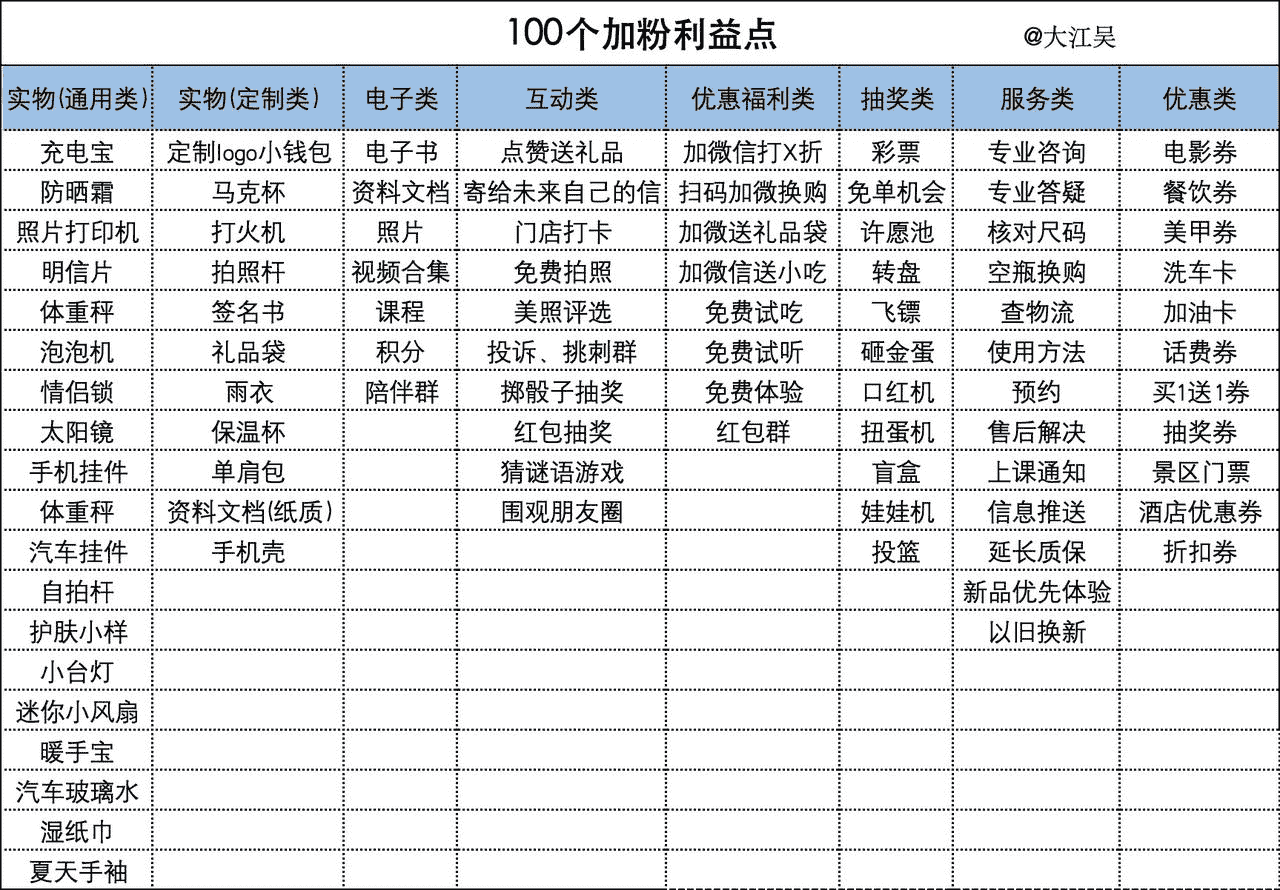 100个加粉利益点 @大江吴
实物(通用类) 实物(定制类) 电子类 互动类 优惠福利类 抽奖类 服务类 优惠类
充电宝 定制logo小钱包 电子书 点赞送礼品 加微信打X折 彩票 专业咨询 电影券
防晒霜 马克杯 资料文档 寄给未来自己的信 扫码加微换购 免单机会 专业答疑 餐饮券
照片打印机 打火机 照片 门店打卡 加微送礼品袋 许愿池 核对尺码 美甲券
明信片 拍照杆 视频合集 免费拍照 加微信送小吃 转盘 空瓶换购 洗车卡
体重秤 签名书 课程 美照评选 免费试吃 飞镖 查物流 加油卡
泡泡机 礼品袋 积分 投诉、挑刺群 免费试听 砸金蛋 使用方法 话费券
情侣锁 雨衣 陪伴群 掷骰子抽奖 免费体验 口红机 预约 买1送1券
太阳镜 保温杯 红包抽奖 红包群 扭蛋机 售后解决 抽奖券
手机挂件 单肩包 猜谜语游戏 盲盒 上课通知 景区门票
体重秤 资料文档(纸质) 围观朋友圈 娃娃机 信息推送 酒店优惠券
汽车挂件 手机壳 投篮 延长质保 折扣券
自拍杆 新品优先体验
护肤小样 以旧换新
小台灯
迷你小风扇
暖手宝
汽车玻璃水
湿纸巾
夏天手袖